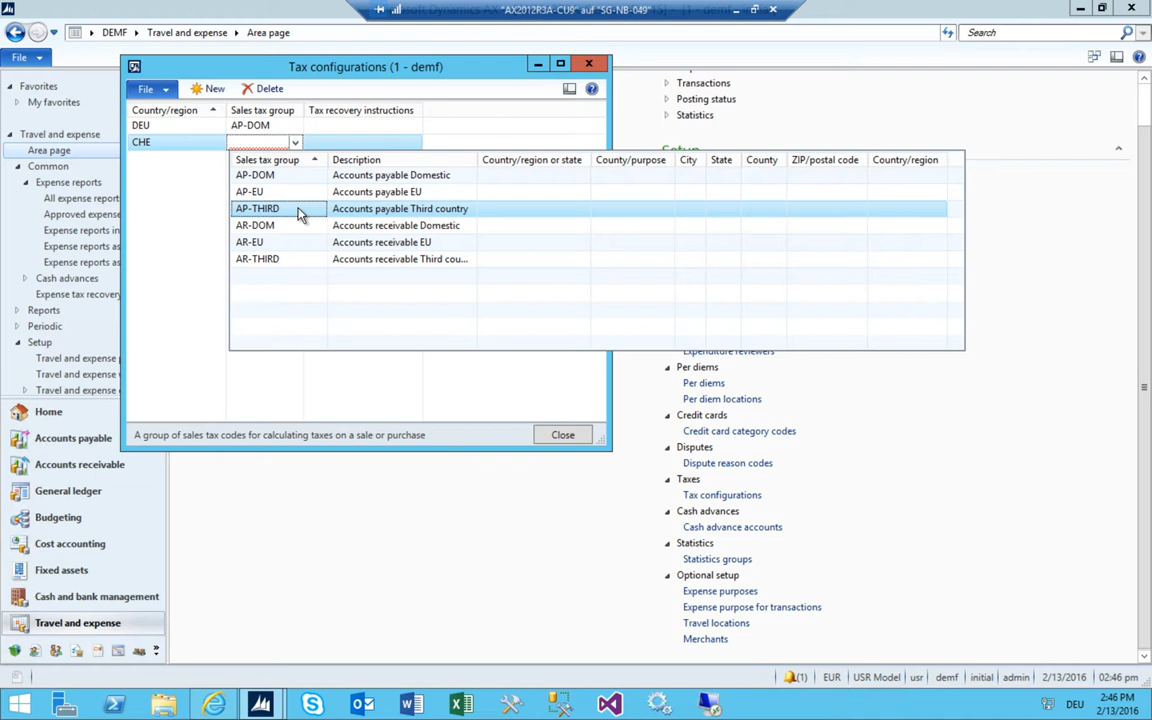 "AX2012R3A-CU9" auf "SG-NB-049"
DEMF
Travel and expense
Area page
Search
File
Favorites
My favorites
Travel and expense
Area page
Common
Expense reports
All expense report
Approved expense
Expense reports in
Expense reports as
Expense reports as
Cash advances
Expense tax recovery
Reports
Periodic
Setup
Travel and expense
Travel and expense
Travel and expense
Home
Accounts payable
Accounts receivable
General ledger
Budgeting
Cost accounting
Fixed assets
Cash and bank management
Travel and expense
Tax configurations (1 - demf)
File
New
Delete
Country/region
Sales tax group
Tax recovery instructions
DEU
AP-DOM
CHE
Sales tax group
Description
Country/region or state
County/purpose
City
State
County
ZIP/postal code
Country/region
AP-DOM
Accounts payable Domestic
AP-EU
Accounts payable EU
AP-THIRD
Accounts payable Third country
AR-DOM
Accounts receivable Domestic
AR-EU
Accounts receivable EU
AR-THIRD
Accounts receivable Third cou...
A group of sales tax codes for calculating taxes on a sale or purchase
Close
Transactions
Posting status
Statistics
Expenditure reviewers
Per diems
Per diems
Per diem locations
Credit cards
Credit card category codes
Disputes
Dispute reason codes
Taxes
Tax configurations
Cash advances
Cash advance accounts
Statistics
Statistics groups
Optional setup
Expense purposes
Expense purpose for transactions
Travel locations
Merchants
(1)
EUR
USR Model
usr
demf
initial
admin
2/13/2016
02:46 pm
DEU
2:46 PM
2/13/2016